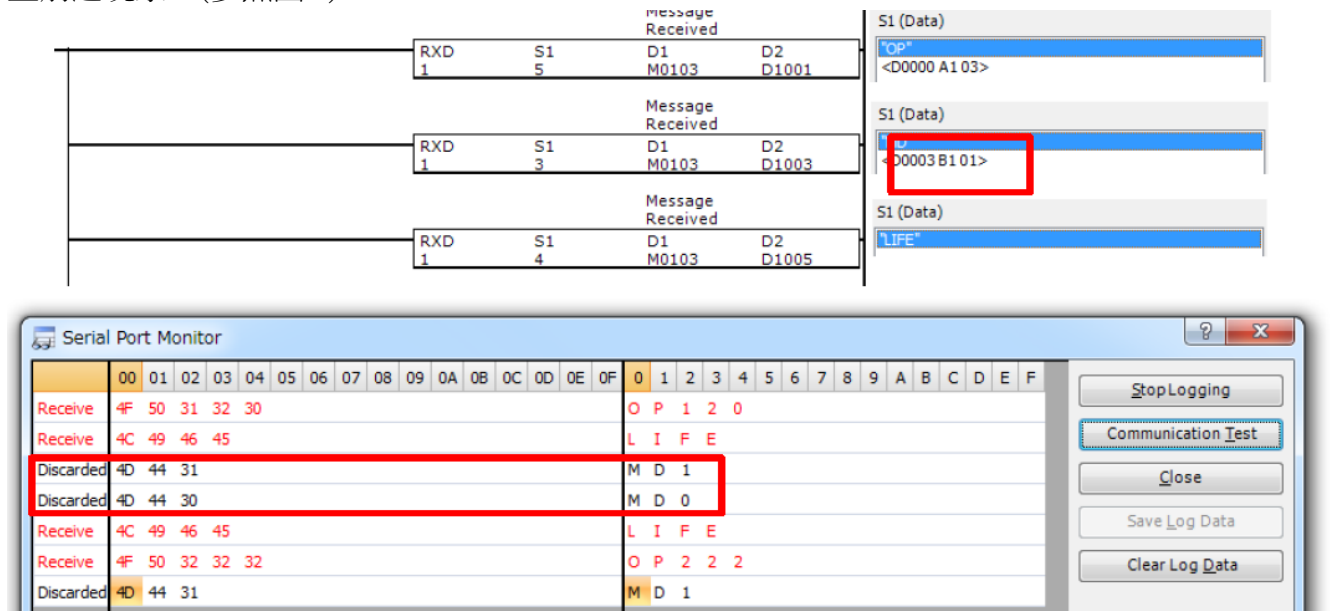 Message
Received
RXD S1 D1 D2
1 5 M0103 D1001
S1 (Data)
"OP"
<D0000 A1 03>
Message
Received
RXD S1 D1 D2
1 3 M0103 D1003
S1 (Data)
<D0003 B1 01>
Message
Received
RXD S1 D1 D2
1 4 M0103 D1005
S1 (Data)
"LIFE"
Serial Port Monitor
00 01 02 03 04 05 06 07 08 09 0A 0B 0C 0D 0E 0F 0 1 2 3 4 5 6 7 8 9 A B C D E F
Receive 4F 50 31 32 30 O P 1 2 0
Receive 4C 49 46 45 L I F E
Discarded 4D 44 31 M D 1
Discarded 4D 44 30 M D 0
Receive 4C 49 46 45 L I F E
Receive 4F 50 32 32 32 O P 2 2 2
Discarded 4D 44 31 M D 1
Stop Logging
Communication Test
Close
Save Log Data
Clear Log Data